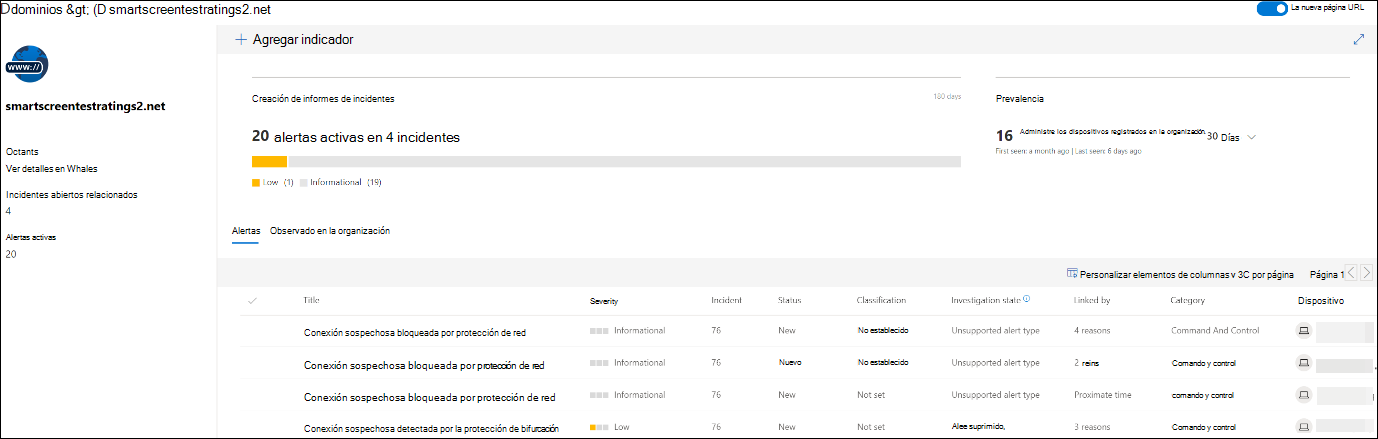 Ddominios &gt; (D smartscreentestratings2.net
La nueva página URL
www://
smartscreentestratings2.net
Octants
Ver detalles en Whales
Incidentes abiertos relacionados
4
Alertas activas
20
Agregar indicador
Creación de informes de incidentes
180 days
20 alertas activas en 4 incidentes
Low (1) Informational (19)
Prevalencia
16 Administre los dispositivos registrados en la organización 30 Días
First seen: a month ago | Last seen: 6 days ago
Alertas Observado en la organización
Personalizar elementos de columnas v 3C por página Página 1
Title Severity Incident Status Classification Investigation state Linked by Category Dispositivo
Conexión sospechosa bloqueada por protección de red Informational 76 New No establecido Unsupported alert type 4 reasons Command And Control
Conexión sospechosa bloqueada por protección de red Informational 76 Nuevo No establecido Unsupported alert type 2 reins Comando y control
Conexión sospechosa bloqueada por protección de red Informational 76 New Not set Unsupported alert type Proximate time comando y control
Conexión sospechosa detectada por la protección de bifurcación Low 76 New Not set Alee suprimido, 3 reasons Comando y control